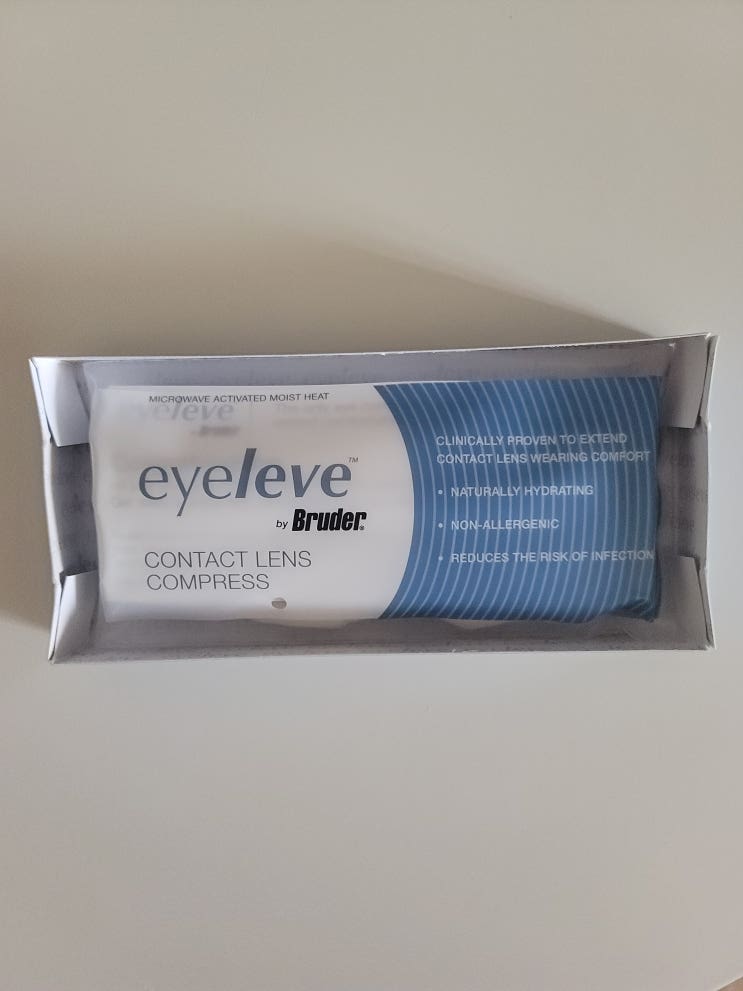 MICROWAVE ACTIVATED MOIST HEAT
eyeleve™
by Bruder®
CONTACT LENS
COMPRESS
CLINICALLY PROVEN TO EXTEND
CONTACT LENS WEARING COMFORT
• NATURALLY HYDRATING
• NON-ALLERGENIC
• REDUCES THE RISK OF INFECTION